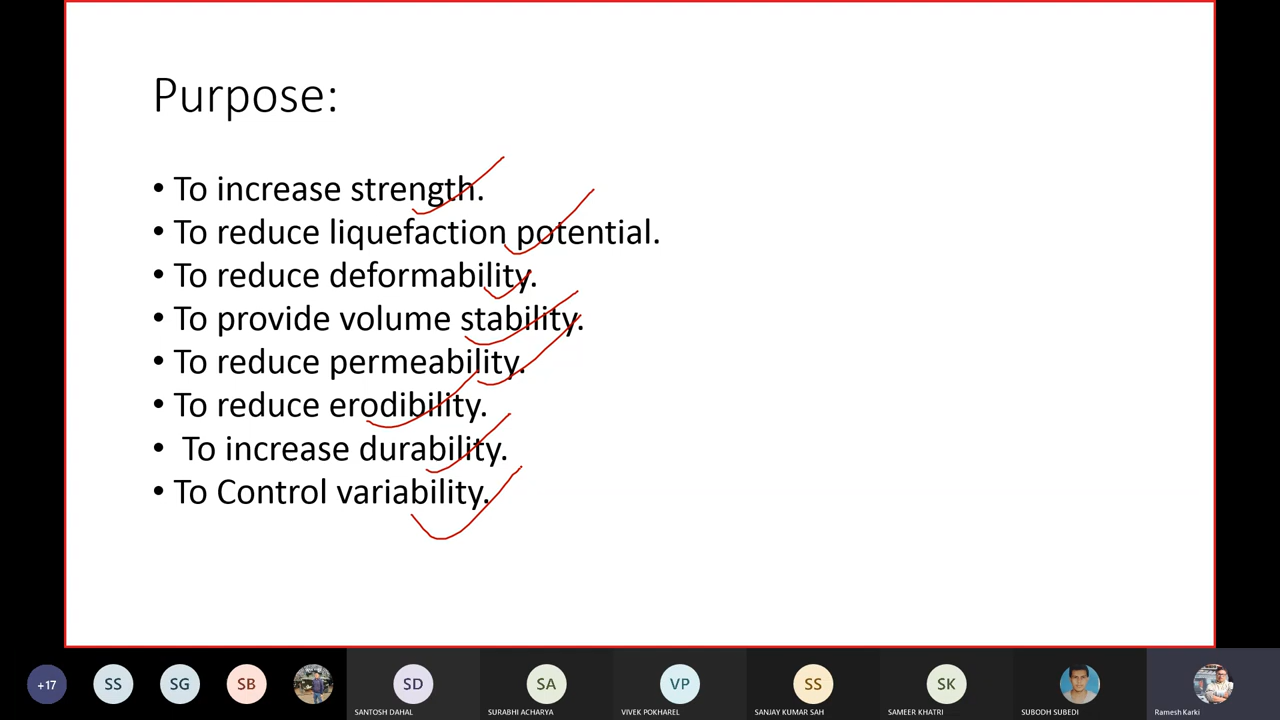 Purpose:
• To increase strength.
• To reduce liquefaction potential.
• To reduce deformability.
• To provide volume stability.
• To reduce permeability.
• To reduce erodibility.
• To increase durability.
• To Control variability.
+17 SS SG SB SD SA VP SS SK
SANTOSH DAHAL SURABHI ACHARYA VIVEK POKHAREL SANJAY KUMAR SAH SAMEER KHATRI SUBODH SUBEDI Ramesh Karki